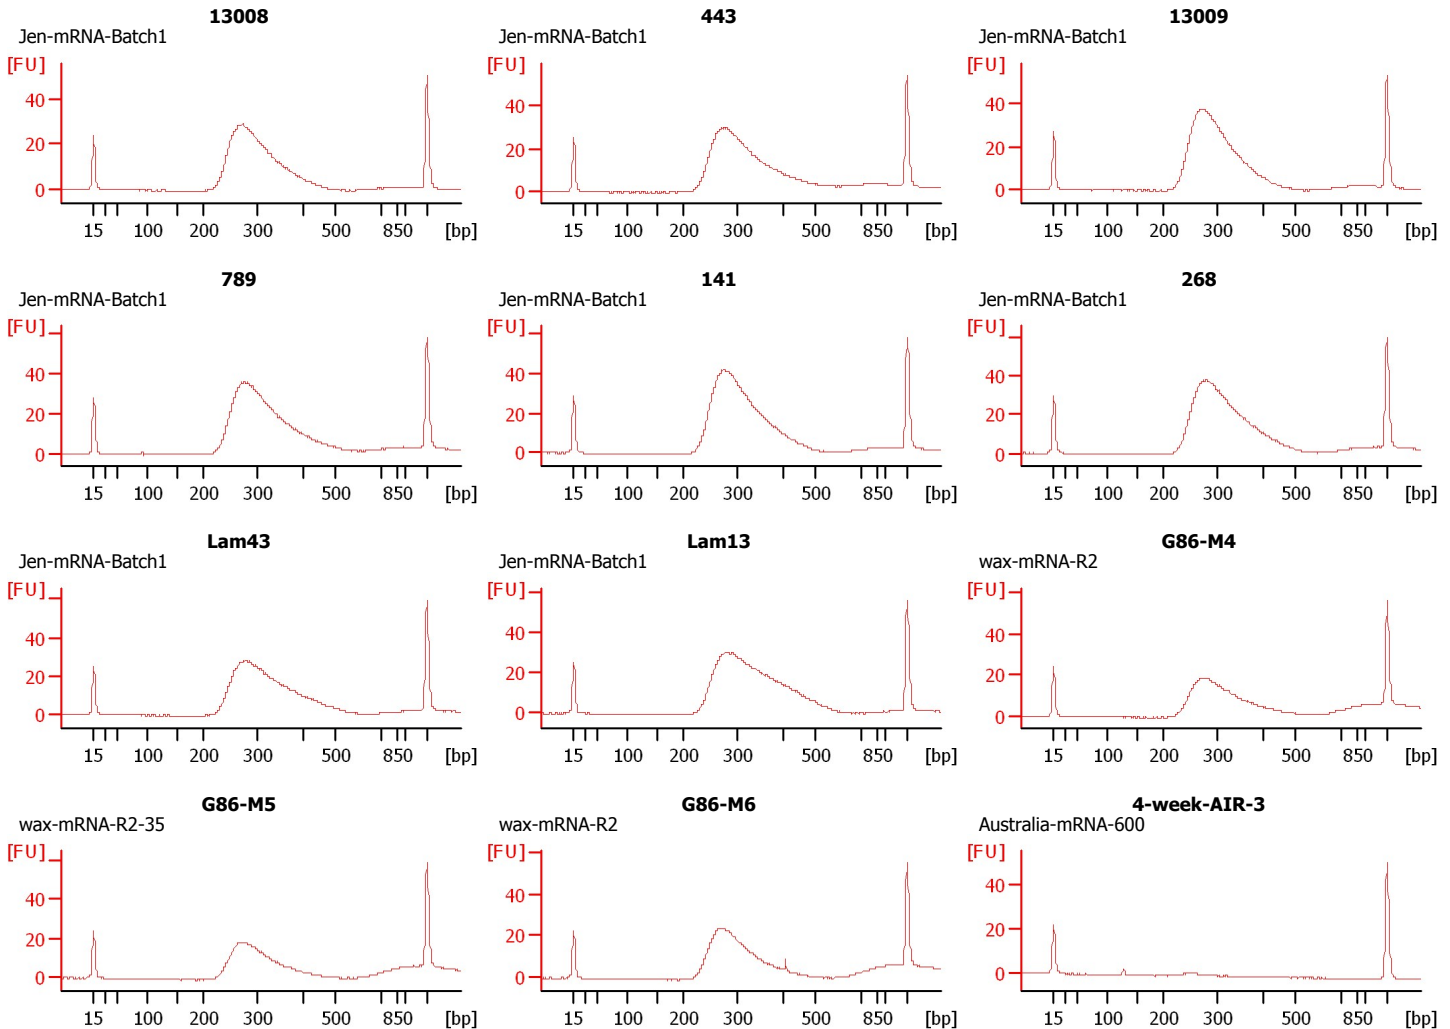 13008
Jen-mRNA-Batch1
[FU]
40
20
0
15 100 200 300 500 850 [bp]
443
Jen-mRNA-Batch1
[FU]
40
20
0
15 100 200 300 500 850 [bp]
13009
Jen-mRNA-Batch1
[FU]
40
20
0
15 100 200 300 500 850 [bp]
789
Jen-mRNA-Batch1
[FU]
40
20
0
15 100 200 300 500 850 [bp]
141
Jen-mRNA-Batch1
[FU]
40
20
0
15 100 200 300 500 850 [bp]
268
Jen-mRNA-Batch1
[FU]
40
20
0
15 100 200 300 500 850 [bp]
Lam43
Jen-mRNA-Batch1
[FU]
40
20
0
15 100 200 300 500 850 [bp]
Lam13
Jen-mRNA-Batch1
[FU]
40
20
0
15 100 200 300 500 850 [bp]
G86-M4
wax-mRNA-R2
[FU]
40
20
0
15 100 200 300 500 850 [bp]
G86-M5
wax-mRNA-R2-35
[FU]
40
20
0
15 100 200 300 500 850 [bp]
G86-M6
wax-mRNA-R2
[FU]
40
20
0
15 100 200 300 500 850 [bp]
4-week-AIR-3
Australia-mRNA-600
[FU]
40
20
0
15 100 200 300 500 850 [bp]